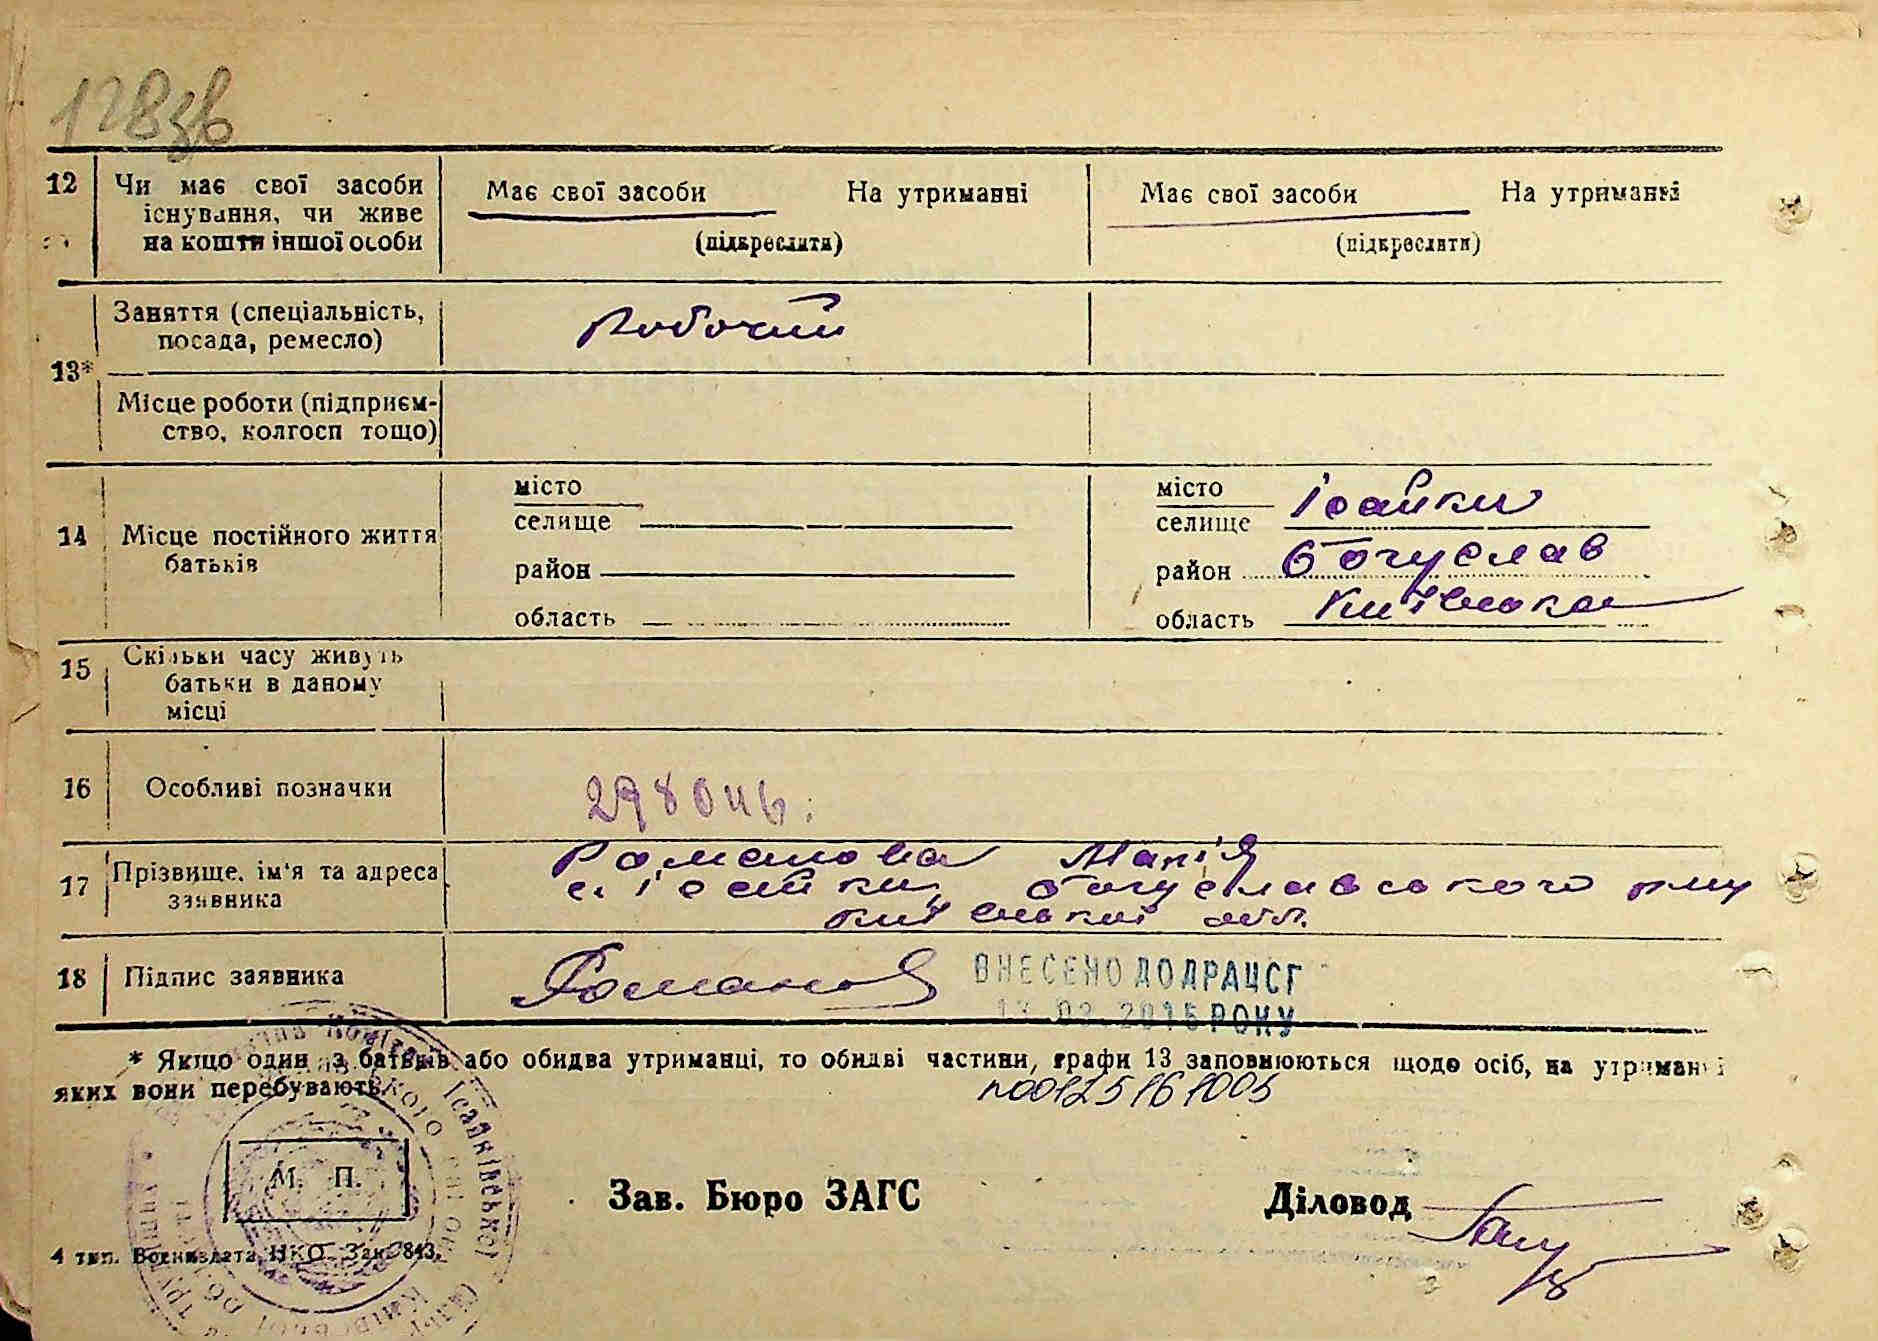 128зв
12 Чи має свої засоби Має свої засоби На утриманні Має свої засоби На утриманні
існування, чи живе
на кошти іншої особи (підкреслити) (підкреслити)
Заняття (спеціальність, Робочий
посада, ремесло)
13*
Місце роботи (підприєм-
ство, колгосп тощо)
місто місто Ісайки
селище селище
14 Місце постійного життя
батьків район район Богуслав
область область Київська
15 Скільки часу живуть
батьки в даному
місці
16 Особливі позначки
17 Прізвище, ім'я та адреса Романова Марія
заявника с. Ісайки, Богуславського р-ну
Київської обл.
18 Підпис заявника Романова ВНЕСЕНО ДО ДРАЦСГ
2015 РОКУ
* Якщо один з батьків або обидва утриманці, то обидві частини, графи 13 заповнюються щодо осіб, на утриманні
яких вони перебувають.
М. П.
Зав. Бюро ЗАГС Діловод
4 тип. Воениздата НКО. Зак. 843.